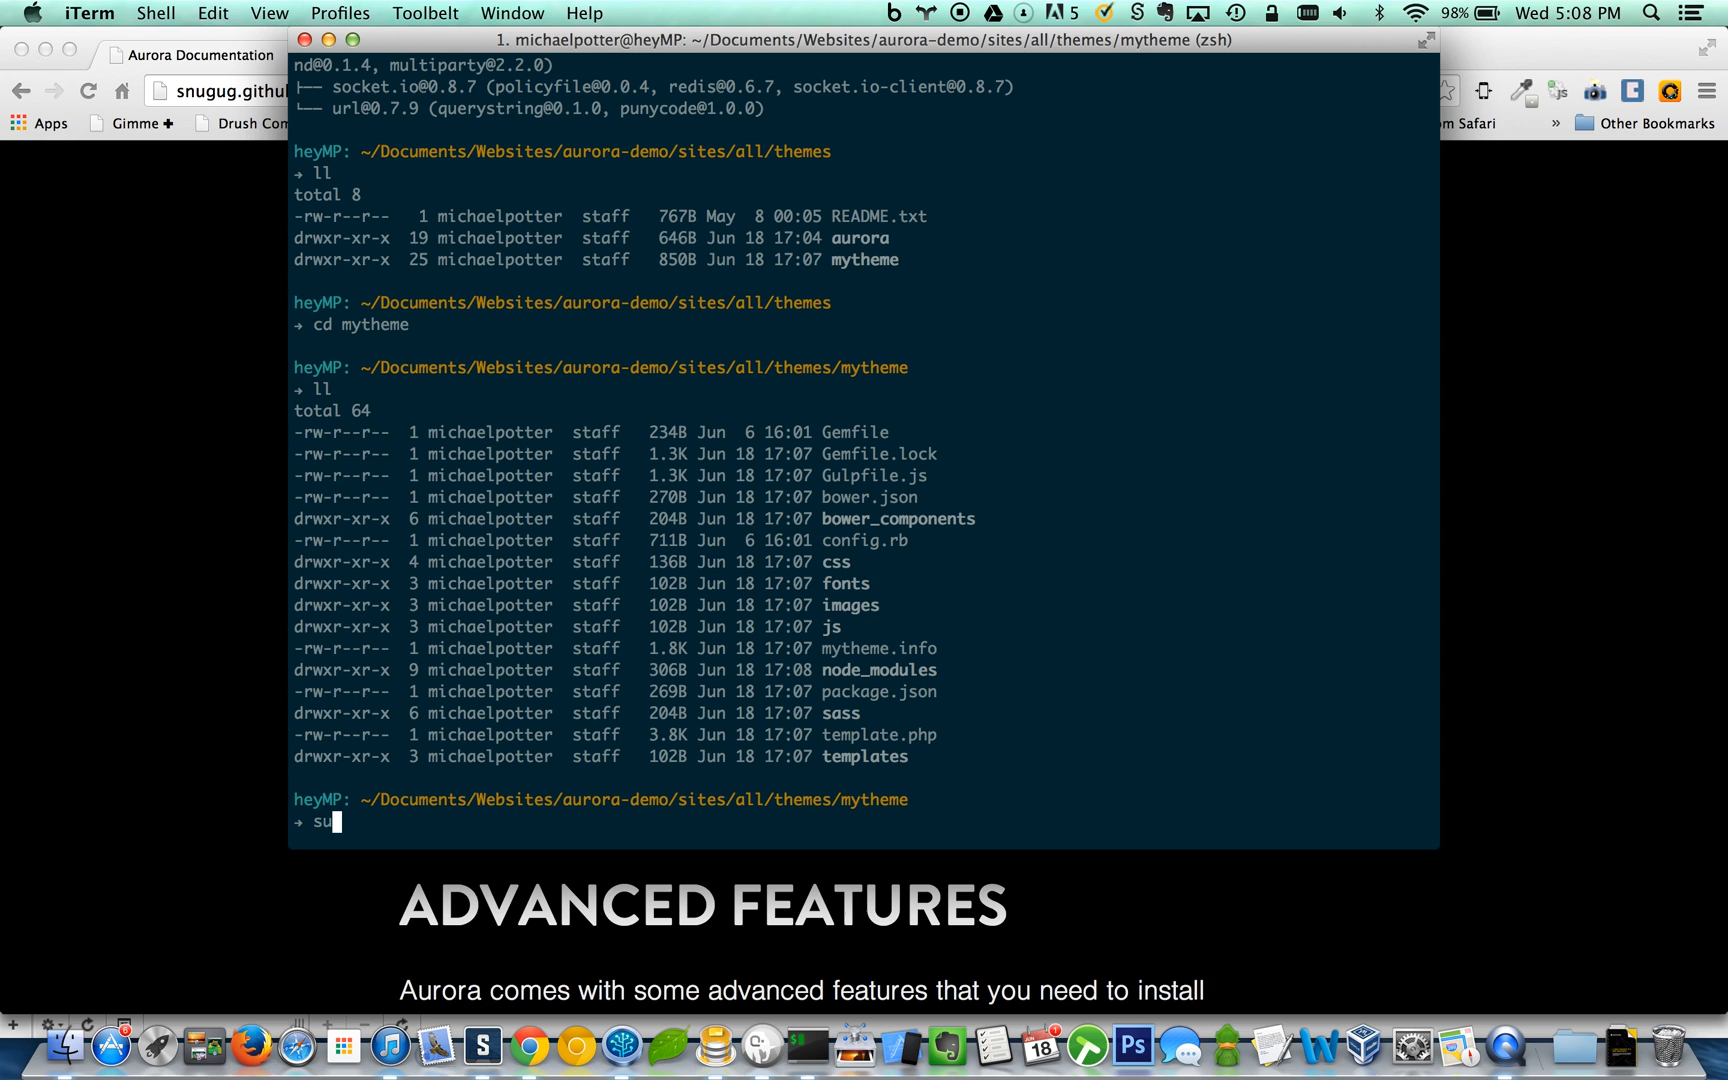 iTerm Shell Edit View Profiles Toolbelt Window Help 5 98% Wed 5:08 PM
1. michaelpotter@heyMP: ~/Documents/Websites/aurora-demo/sites/all/themes/mytheme (zsh)
Aurora Documentation
snugug.githu
Apps Gimme + Drush Com om Safari » Other Bookmarks
nd@0.1.4, multiparty@2.2.0)
├── socket.io@0.8.7 (policyfile@0.0.4, redis@0.6.7, socket.io-client@0.8.7)
└── url@0.7.9 (querystring@0.1.0, punycode@1.0.0)
heyMP: ~/Documents/Websites/aurora-demo/sites/all/themes
→ ll
total 8
-rw-r--r--   1 michaelpotter  staff   767B May  8 00:05 README.txt
drwxr-xr-x  19 michaelpotter  staff   646B Jun 18 17:04 aurora
drwxr-xr-x  25 michaelpotter  staff   850B Jun 18 17:07 mytheme
heyMP: ~/Documents/Websites/aurora-demo/sites/all/themes
→ cd mytheme
heyMP: ~/Documents/Websites/aurora-demo/sites/all/themes/mytheme
→ ll
total 64
-rw-r--r--  1 michaelpotter  staff   234B Jun  6 16:01 Gemfile
-rw-r--r--  1 michaelpotter  staff   1.3K Jun 18 17:07 Gemfile.lock
-rw-r--r--  1 michaelpotter  staff   1.3K Jun 18 17:07 Gulpfile.js
-rw-r--r--  1 michaelpotter  staff   270B Jun 18 17:07 bower.json
drwxr-xr-x  6 michaelpotter  staff   204B Jun 18 17:07 bower_components
-rw-r--r--  1 michaelpotter  staff   711B Jun  6 16:01 config.rb
drwxr-xr-x  4 michaelpotter  staff   136B Jun 18 17:07 css
drwxr-xr-x  3 michaelpotter  staff   102B Jun 18 17:07 fonts
drwxr-xr-x  3 michaelpotter  staff   102B Jun 18 17:07 images
drwxr-xr-x  3 michaelpotter  staff   102B Jun 18 17:07 js
-rw-r--r--  1 michaelpotter  staff   1.8K Jun 18 17:07 mytheme.info
drwxr-xr-x  9 michaelpotter  staff   306B Jun 18 17:08 node_modules
-rw-r--r--  1 michaelpotter  staff   269B Jun 18 17:07 package.json
drwxr-xr-x  6 michaelpotter  staff   204B Jun 18 17:07 sass
-rw-r--r--  1 michaelpotter  staff   3.8K Jun 18 17:07 template.php
drwxr-xr-x  3 michaelpotter  staff   102B Jun 18 17:07 templates
heyMP: ~/Documents/Websites/aurora-demo/sites/all/themes/mytheme
→ su
ADVANCED FEATURES
Aurora comes with some advanced features that you need to install